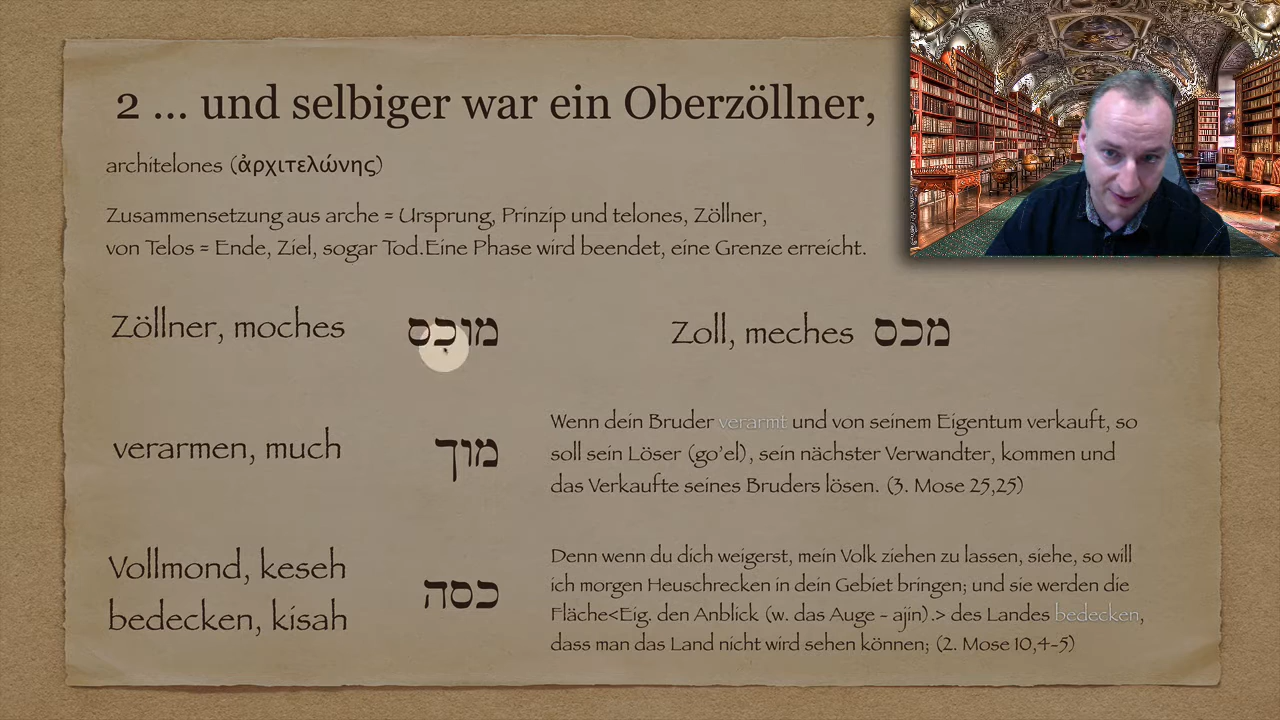 2 ... und selbiger war ein Oberzöllner,
architelones (ἀρχιτελώνης)
Zusammensetzung aus arche = Ursprung, Prinzip und telones, Zöllner,
von Telos = Ende, Ziel, sogar Tod.Eine Phase wird beendet, eine Grenze erreicht.
Zöllner, moches מוכס
Zoll, meches מכס
verarmen, much מוך
Wenn dein Bruder verarmt und von seinem Eigentum verkauft, so
soll sein Löser (go'el), sein nächster Verwandter, kommen und
das Verkaufte seines Bruders lösen. (3. Mose 25,25)
Vollmond, keseh
bedecken, kisah
כסה
Denn wenn du dich weigerst, mein Volk ziehen zu lassen, siehe, so will
ich morgen Heuschrecken in dein Gebiet bringen; und sie werden die
Fläche<Eig. den Anblick (w. das Auge - ajin).> des Landes bedecken,
dass man das Land nicht wird sehen können; (2. Mose 10,4-5)